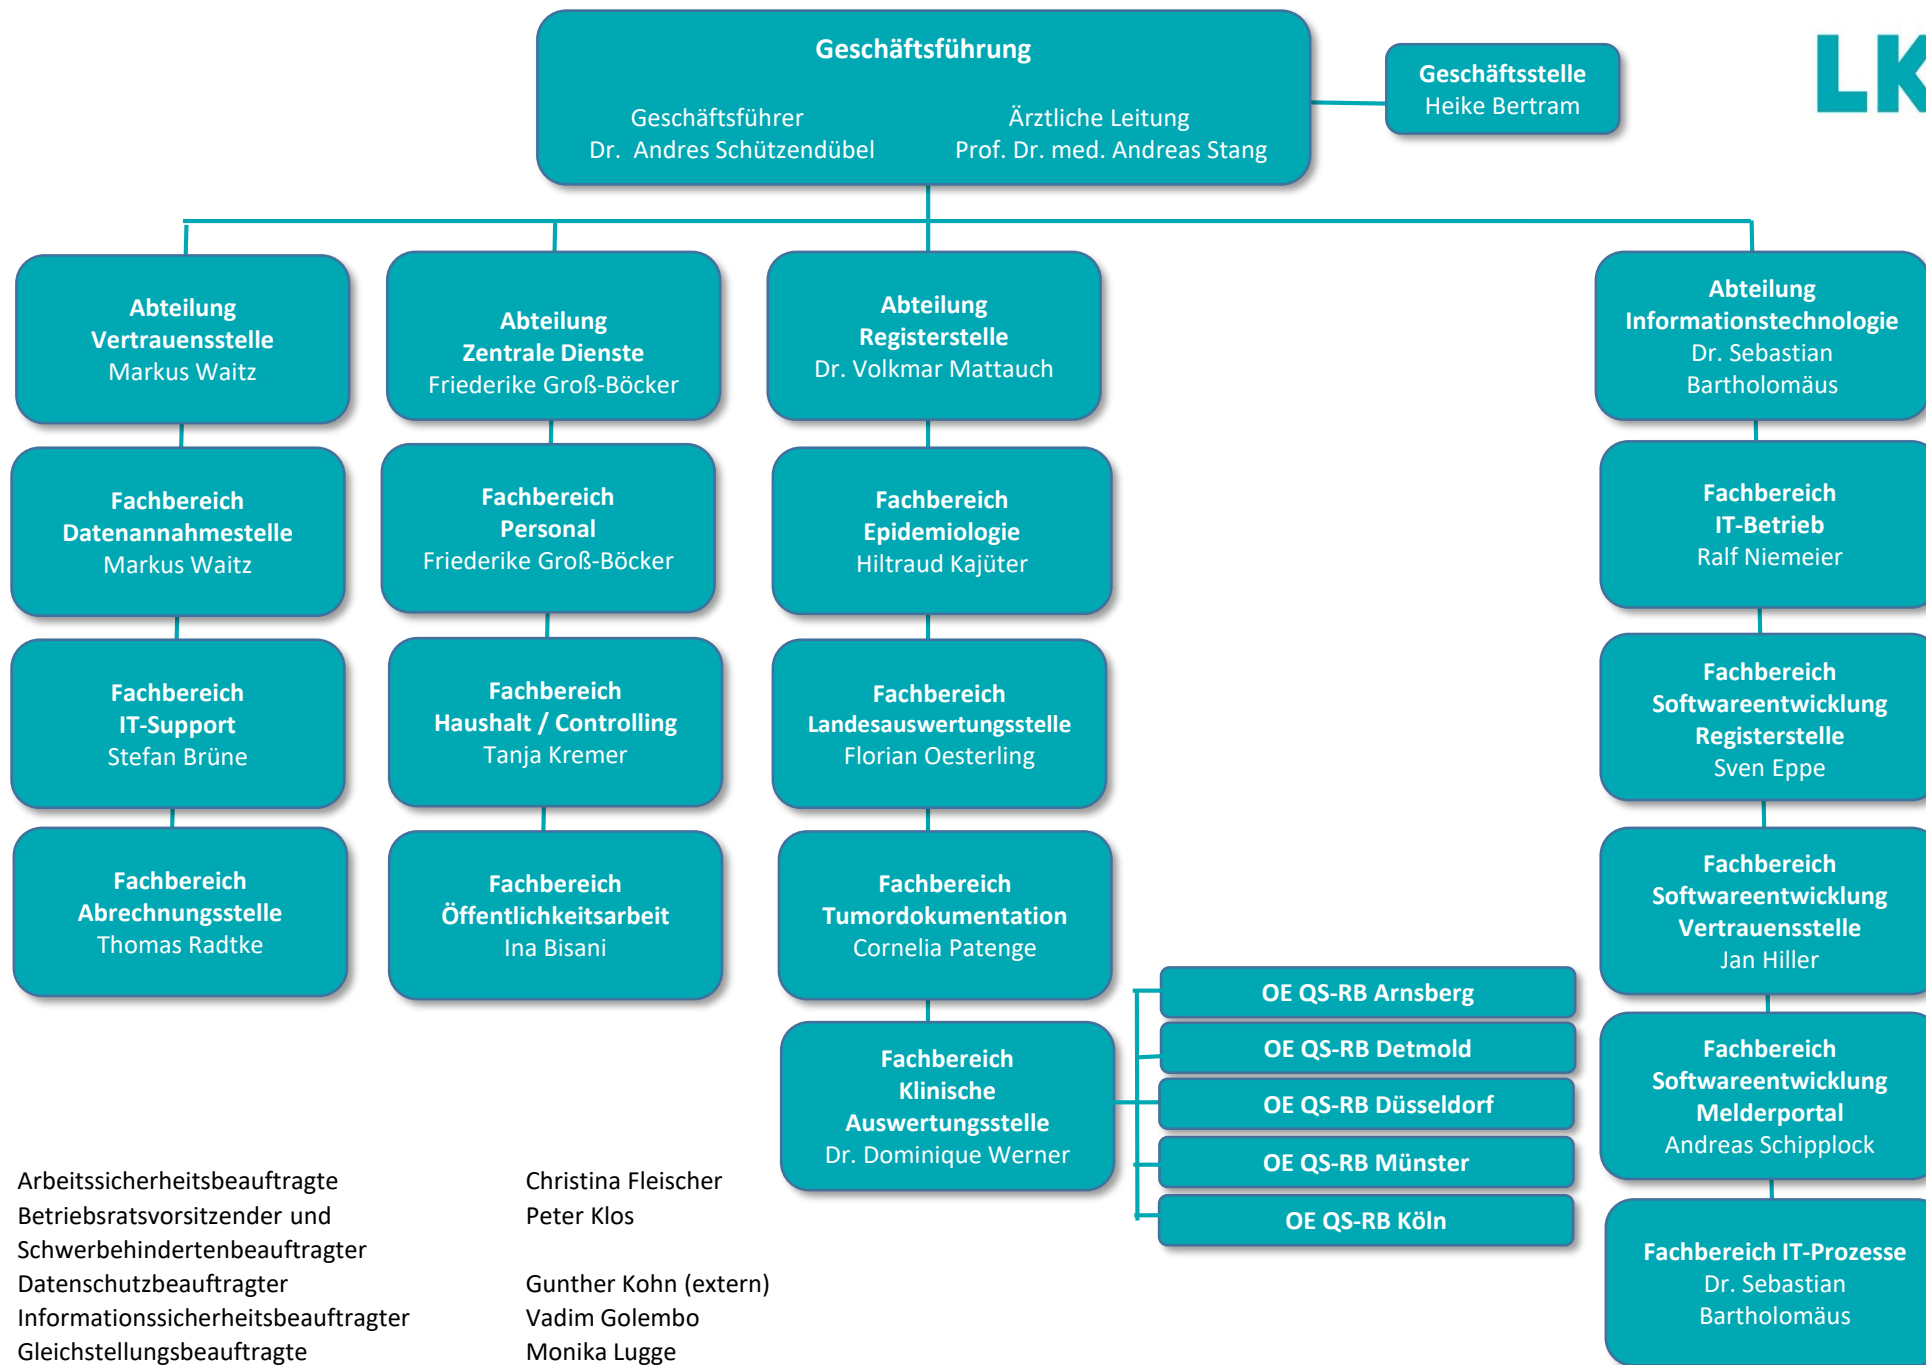 Geschäftsführung
Geschäftsführer
Dr.  Andres Schützendübel
Ärztliche Leitung
Prof. Dr. med. Andreas Stang
Geschäftsstelle
Heike Bertram
LK
Abteilung
Vertrauensstelle
Markus Waitz
Abteilung
Zentrale Dienste
Friederike Groß-Böcker
Abteilung
Registerstelle
Dr. Volkmar Mattauch
Abteilung
Informationstechnologie
Dr. Sebastian
Bartholomäus
Fachbereich
Datenannahmestelle
Markus Waitz
Fachbereich
Personal
Friederike Groß-Böcker
Fachbereich
Epidemiologie
Hiltraud Kajüter
Fachbereich
IT-Betrieb
Ralf Niemeier
Fachbereich
IT-Support
Stefan Brüne
Fachbereich
Haushalt / Controlling
Tanja Kremer
Fachbereich
Landesauswertungsstelle
Florian Oesterling
Fachbereich
Softwareentwicklung
Registerstelle
Sven Eppe
Fachbereich
Abrechnungsstelle
Thomas Radtke
Fachbereich
Öffentlichkeitsarbeit
Ina Bisani
Fachbereich
Tumordokumentation
Cornelia Patenge
Fachbereich
Softwareentwicklung
Vertrauensstelle
Jan Hiller
Fachbereich
Klinische
Auswertungsstelle
Dr. Dominique Werner
OE QS-RB Arnsberg
OE QS-RB Detmold
OE QS-RB Düsseldorf
OE QS-RB Münster
OE QS-RB Köln
Fachbereich
Softwareentwicklung
Melderportal
Andreas Schipplock
Fachbereich IT-Prozesse
Dr. Sebastian
Bartholomäus
Arbeitssicherheitsbeauftragte Christina Fleischer
Betriebsratsvorsitzender und Peter Klos
Schwerbehindertenbeauftragter
Datenschutzbeauftragter Gunther Kohn (extern)
Informationssicherheitsbeauftragter Vadim Golembo
Gleichstellungsbeauftragte Monika Lugge